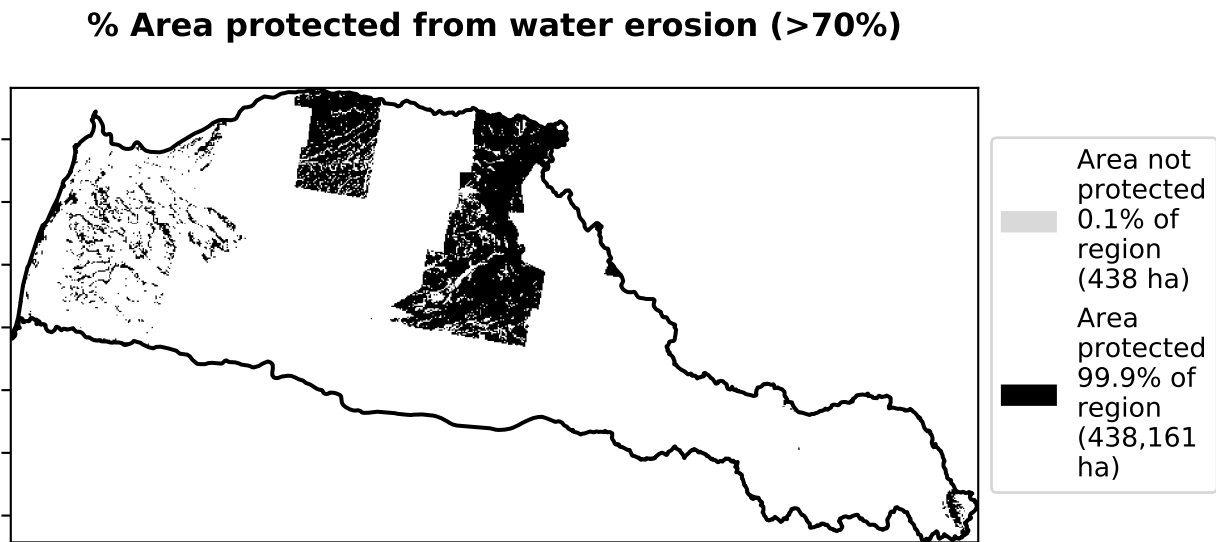 % Area protected from water erosion (>70%)
Area not
protected
0.1% of
region
(438 ha)
Area
protected
99.9% of
region
(438,161
ha)